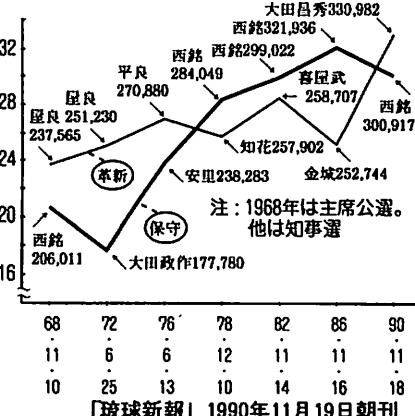 大田昌秀330,982
西銘321,936
西銘299,022
西銘
284,049
喜屋武
258,707
平良
270,880
屋良
251,230
屋良
237,565
西銘
300,917
知花257,902
金城252,744
安里238,283
革新
保守
注:1968年は主席公選。
他は知事選
西銘
206,011
大田政作177,780
32
28
24
20
16
68・11・10
72・6・25
76・6・13
78・12・10
82・11・14
86・11・16
90・11・18
「琉球新報」1990年11月19日朝刊